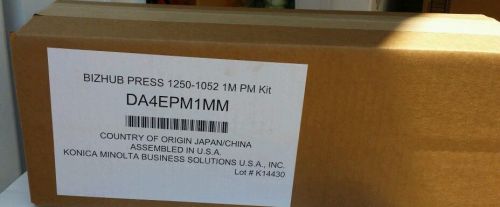 BIZHUB PRESS 1250-1052 1M PM Kit
DA4EPM1MM
COUNTRY OF ORIGIN JAPAN/CHINA
ASSEMBLED IN U.S.A.
KONICA MINOLTA BUSINESS SOLUTIONS U.S.A., INC.
Lot # K14430